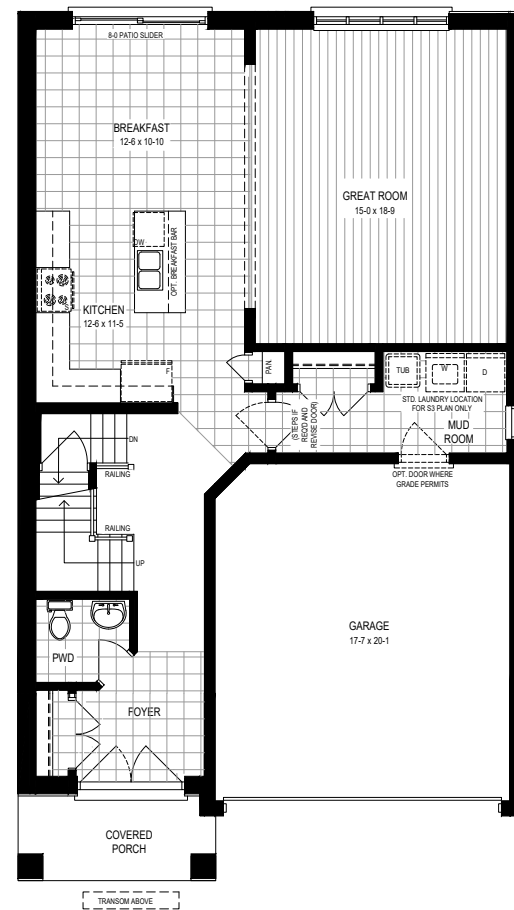 8-0 PATIO SLIDER
BREAKFAST
12-6 x 10-10
GREAT ROOM
15-0 x 18-9
DW
OPT. BREAKFAST BAR
S
KITCHEN
12-6 x 11-5
F
PAN.
TUB
W
D
STD. LAUNDRY LOCATION
FOR S3 PLAN ONLY
MUD
ROOM
(STEPS IF
REQ'D AND
REVISE DOOR)
OPT. DOOR WHERE
GRADE PERMITS
DN
RAILING
RAILING
UP
GARAGE
17-7 x 20-1
PWD
FOYER
COVERED
PORCH
TRANSOM ABOVE